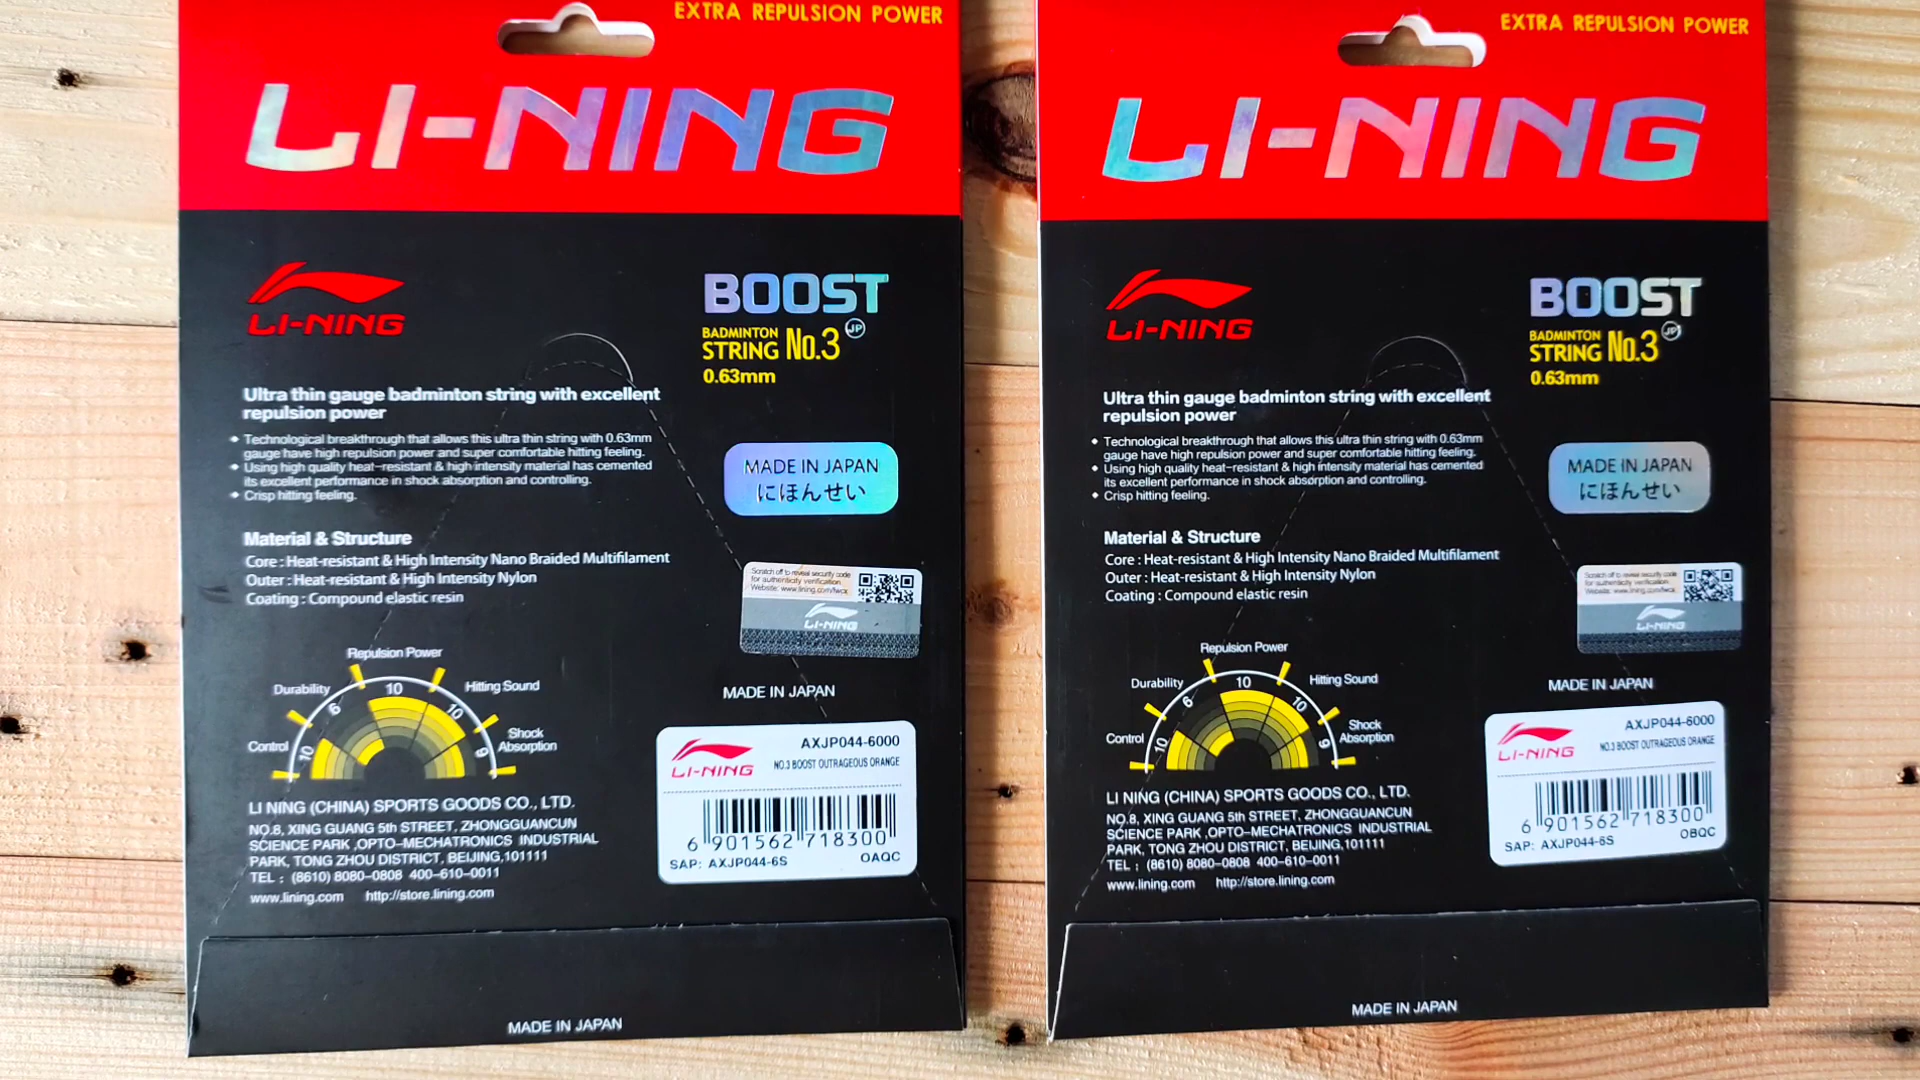 EXTRA REPULSION POWER
LI-NING
LI-NING
BOOST
BADMINTON
STRING No.3 JP
0.63mm
Ultra thin gauge badminton string with excellent
repulsion power
Technological breakthrough that allows this ultra thin string with 0.63mm
gauge have high repulsion power and super comfortable hitting feeling.
Using high quality heat-resistant & high intensity material has cemented
its excellent performance in shock absorption and controlling.
Crisp hitting feeling.
MADE IN JAPAN
にほんせい
Material & Structure
Core : Heat-resistant & High Intensity Nano Braided Multifilament
Outer : Heat-resistant & High Intensity Nylon
Coating : Compound elastic resin
Scratch off to reveal security code
for authenticity verification
Website: www.lining.com/fwcx
LI-NING
Repulsion Power
Durability
Hitting Sound
Control
Shock
Absorption
10
6
10
10
9
MADE IN JAPAN
LI-NING
AXJP044-6000
NO.3 BOOST OUTRAGEOUS ORANGE
6 901562 718300
SAP: AXJP044-6S
OAQC
LI NING (CHINA) SPORTS GOODS CO., LTD.
NO.8, XING GUANG 5th STREET, ZHONGGUANCUN
SCIENCE PARK ,OPTO-MECHATRONICS INDUSTRIAL
PARK, TONG ZHOU DISTRICT, BEIJING,101111
TEL : (8610) 8080-0808 400-610-0011
www.lining.com http://store.lining.com
MADE IN JAPAN
EXTRA REPULSION POWER
LI-NING
LI-NING
BOOST
BADMINTON
STRING No.3 JP
0.63mm
Ultra thin gauge badminton string with excellent
repulsion power
Technological breakthrough that allows this ultra thin string with 0.63mm
gauge have high repulsion power and super comfortable hitting feeling.
Using high quality heat-resistant & high intensity material has cemented
its excellent performance in shock absorption and controlling.
Crisp hitting feeling.
MADE IN JAPAN
にほんせい
Material & Structure
Core : Heat-resistant & High Intensity Nano Braided Multifilament
Outer : Heat-resistant & High Intensity Nylon
Coating : Compound elastic resin
Scratch off to reveal security code
for authenticity verification
Website: www.lining.com/fwcx
LI-NING
Repulsion Power
Durability
Hitting Sound
Control
Shock
Absorption
10
6
10
10
9
MADE IN JAPAN
LI-NING
AXJP044-6000
NO.3 BOOST OUTRAGEOUS ORANGE
6 901562 718300
SAP: AXJP044-6S
OBQC
LI NING (CHINA) SPORTS GOODS CO., LTD.
NO.8, XING GUANG 5th STREET, ZHONGGUANCUN
SCIENCE PARK ,OPTO-MECHATRONICS INDUSTRIAL
PARK, TONG ZHOU DISTRICT, BEIJING,101111
TEL : (8610) 8080-0808 400-610-0011
www.lining.com http://store.lining.com
MADE IN JAPAN